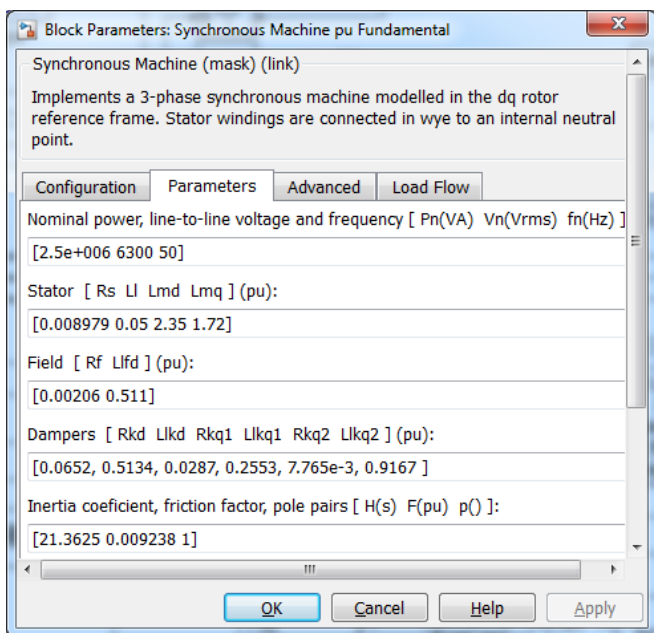 Block Parameters: Synchronous Machine pu Fundamental
Synchronous Machine (mask) (link)
Implements a 3-phase synchronous machine modelled in the dq rotor
reference frame. Stator windings are connected in wye to an internal neutral
point.
Configuration Parameters Advanced Load Flow
Nominal power, line-to-line voltage and frequency [ Pn(VA) Vn(Vrms) fn(Hz) ]
[2.5e+006 6300 50]
Stator [ Rs Ll Lmd Lmq ] (pu):
[0.008979 0.05 2.35 1.72]
Field [ Rf Llfd ] (pu):
[0.00206 0.511]
Dampers [ Rkd Llkd Rkq1 Llkq1 Rkq2 Llkq2 ] (pu):
[0.0652, 0.5134, 0.0287, 0.2553, 7.765e-3, 0.9167 ]
Inertia coeficient, friction factor, pole pairs [ H(s) F(pu) p() ]:
[21.3625 0.009238 1]
OK Cancel Help Apply